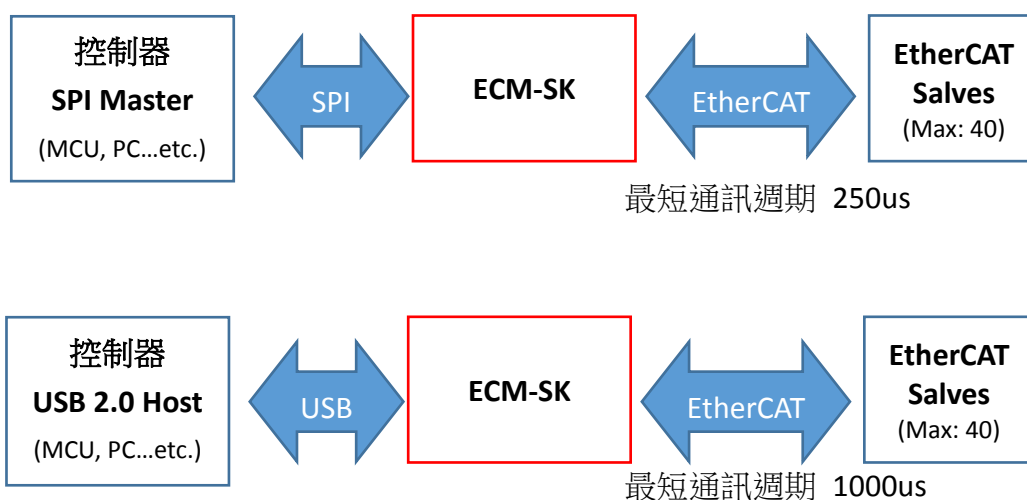 控制器
SPI Master
(MCU, PC…etc.)
SPI
ECM-SK
EtherCAT
EtherCAT
Salves
(Max: 40)
最短通訊週期 250us
控制器
USB 2.0 Host
(MCU, PC…etc.)
USB
ECM-SK
EtherCAT
EtherCAT
Salves
(Max: 40)
最短通訊週期 1000us